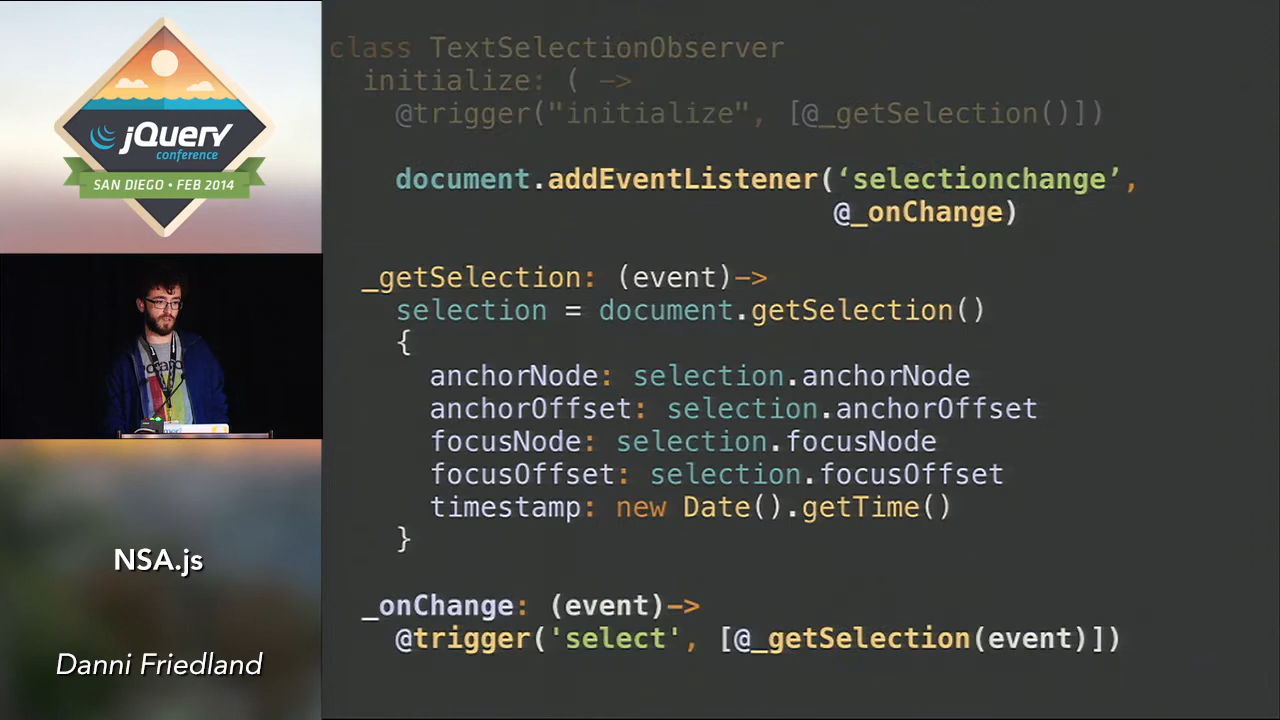 jQuery
conference
SAN DIEGO • FEB 2014
NSA.js
Danni Friedland
class TextSelectionObserver
initialize: ( ->
@trigger("initialize", [@_getSelection()])
document.addEventListener(‘selectionchange’,
@_onChange)
_getSelection: (event)->
selection = document.getSelection()
{
anchorNode: selection.anchorNode
anchorOffset: selection.anchorOffset
focusNode: selection.focusNode
focusOffset: selection.focusOffset
timestamp: new Date().getTime()
}
_onChange: (event)->
@trigger('select', [@_getSelection(event)])